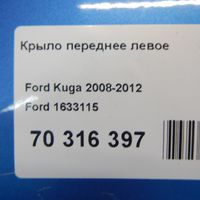 Крыло переднее левое
Ford Kuga 2008-2012
Ford 1633115
70 316 397